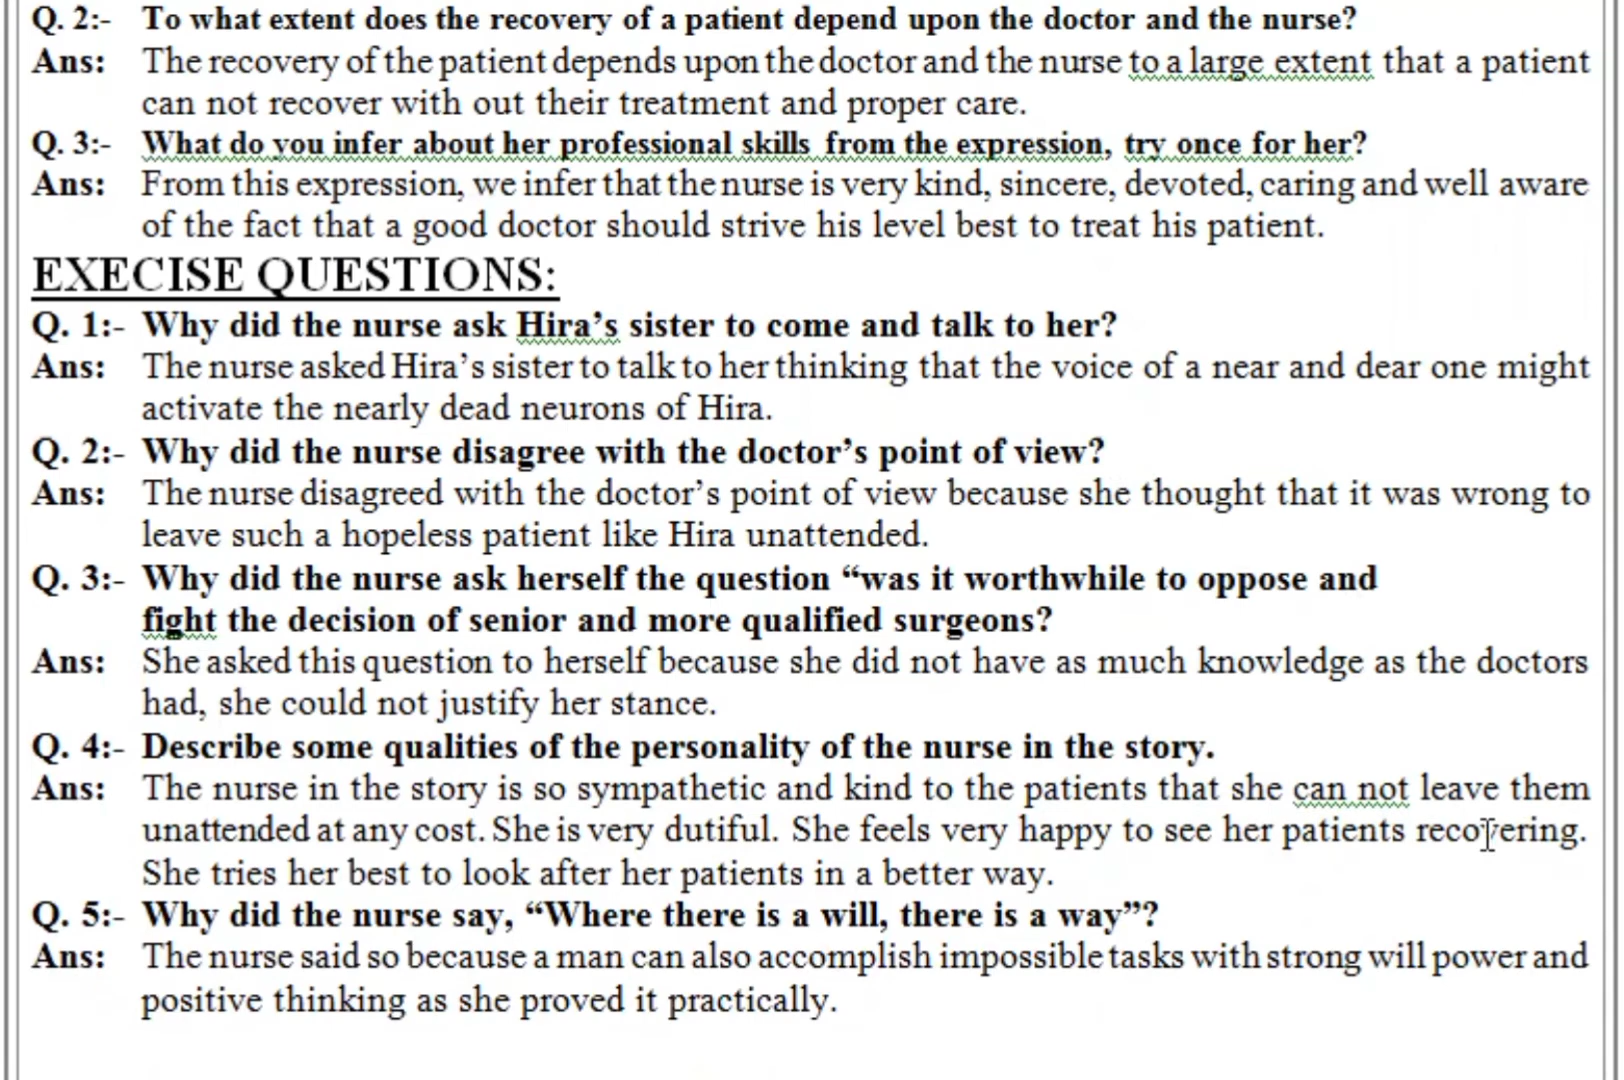 Q. 2:- To what extent does the recovery of a patient depend upon the doctor and the nurse?
Ans: The recovery of the patient depends upon the doctor and the nurse to a large extent that a patient
can not recover with out their treatment and proper care.
Q. 3:- What do you infer about her professional skills from the expression, try once for her?
Ans: From this expression, we infer that the nurse is very kind, sincere, devoted, caring and well aware
of the fact that a good doctor should strive his level best to treat his patient.
EXECISE QUESTIONS:
Q. 1:- Why did the nurse ask Hira’s sister to come and talk to her?
Ans: The nurse asked Hira’s sister to talk to her thinking that the voice of a near and dear one might
activate the nearly dead neurons of Hira.
Q. 2:- Why did the nurse disagree with the doctor’s point of view?
Ans: The nurse disagreed with the doctor’s point of view because she thought that it was wrong to
leave such a hopeless patient like Hira unattended.
Q. 3:- Why did the nurse ask herself the question “was it worthwhile to oppose and
fight the decision of senior and more qualified surgeons?
Ans: She asked this question to herself because she did not have as much knowledge as the doctors
had, she could not justify her stance.
Q. 4:- Describe some qualities of the personality of the nurse in the story.
Ans: The nurse in the story is so sympathetic and kind to the patients that she can not leave them
unattended at any cost. She is very dutiful. She feels very happy to see her patients recovering.
She tries her best to look after her patients in a better way.
Q. 5:- Why did the nurse say, “Where there is a will, there is a way”?
Ans: The nurse said so because a man can also accomplish impossible tasks with strong will power and
positive thinking as she proved it practically.